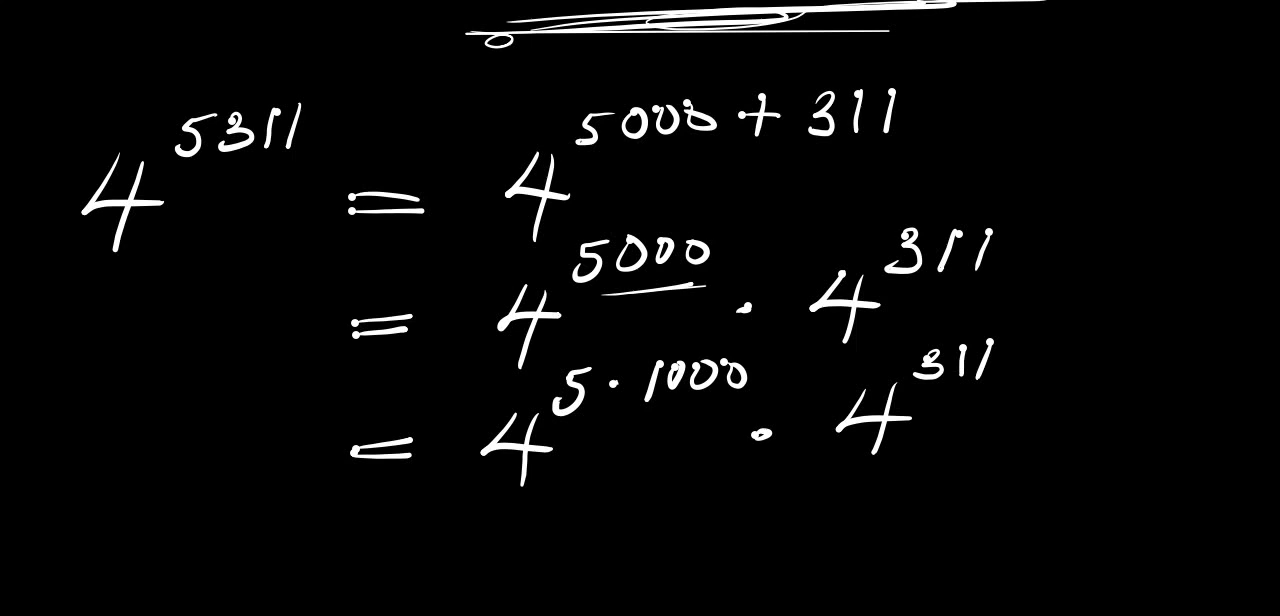 4^5311 = 4^5000 + 311
= 4^5000 . 4^311
= 4^5 . 1000 . 4^311